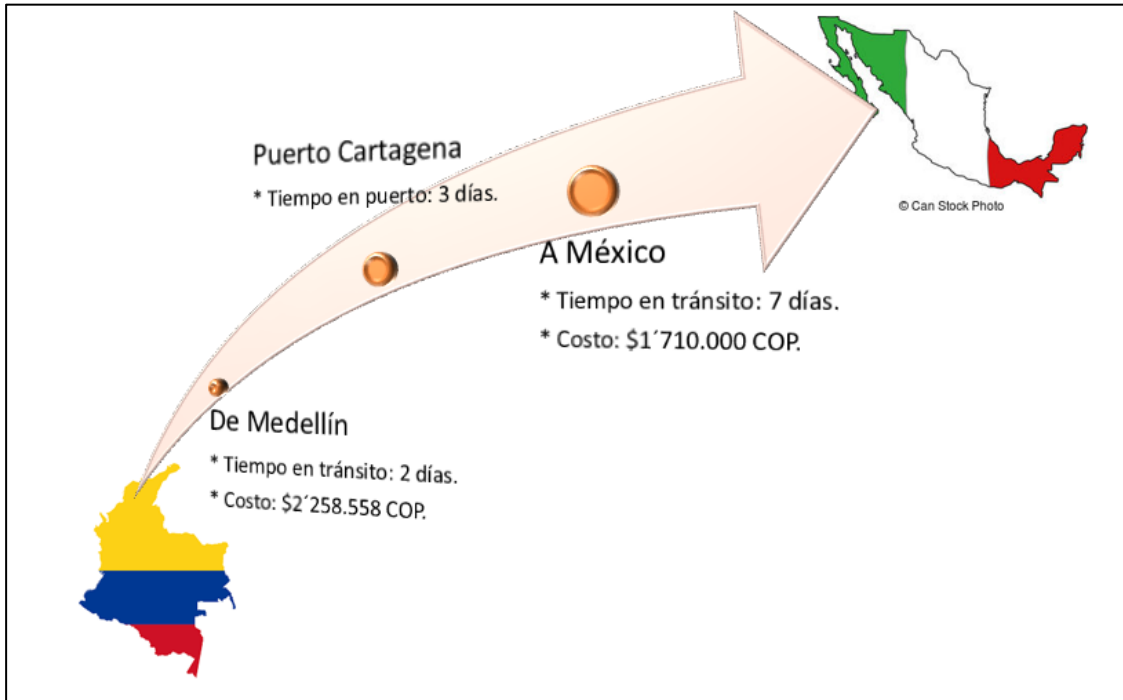 Puerto Cartagena
* Tiempo en puerto: 3 días.
© Can Stock Photo
A México
* Tiempo en tránsito: 7 días.
* Costo: $1´710.000 COP.
De Medellín
* Tiempo en tránsito: 2 días.
* Costo: $2´258.558 COP.